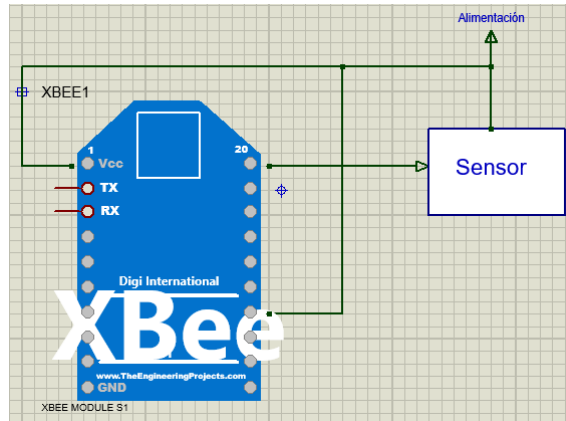 Alimentación
XBEE1
1
20
Vcc
TX
RX
Sensor
Digi International
XBee
www.TheEngineeringProjects.com
GND
XBEE MODULE S1